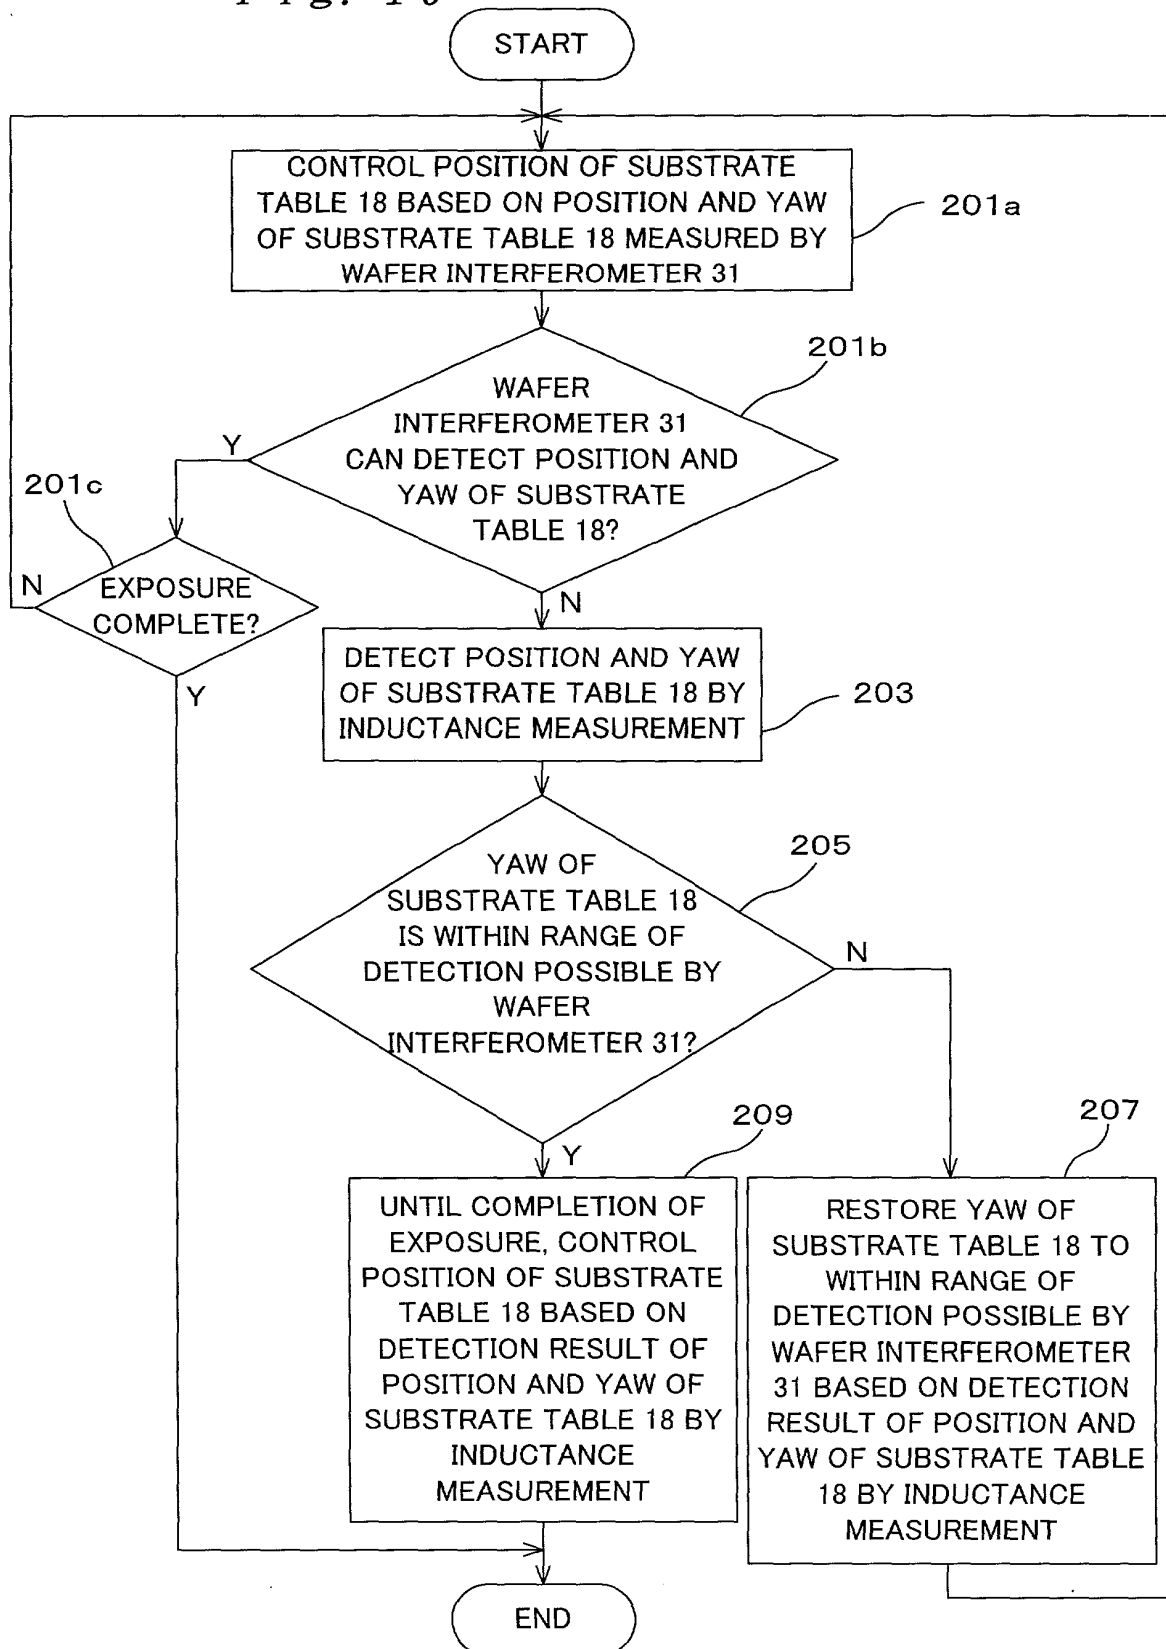 START
CONTROL POSITION OF SUBSTRATE
TABLE 18 BASED ON POSITION AND YAW
OF SUBSTRATE TABLE 18 MEASURED BY
WAFER INTERFEROMETER 31
201a
201b
WAFER
INTERFEROMETER 31
CAN DETECT POSITION AND
YAW OF SUBSTRATE
TABLE 18?
Y
N
201c
EXPOSURE
COMPLETE?
N
Y
DETECT POSITION AND YAW
OF SUBSTRATE TABLE 18 BY
INDUCTANCE MEASUREMENT
203
205
YAW OF
SUBSTRATE TABLE 18
IS WITHIN RANGE OF
DETECTION POSSIBLE BY
WAFER
INTERFEROMETER 31?
N
Y
209
UNTIL COMPLETION OF
EXPOSURE, CONTROL
POSITION OF SUBSTRATE
TABLE 18 BASED ON
DETECTION RESULT OF
POSITION AND YAW OF
SUBSTRATE TABLE 18 BY
INDUCTANCE
MEASUREMENT
207
RESTORE YAW OF
SUBSTRATE TABLE 18 TO
WITHIN RANGE OF
DETECTION POSSIBLE BY
WAFER INTERFEROMETER
31 BASED ON DETECTION
RESULT OF POSITION AND
YAW OF SUBSTRATE TABLE
18 BY INDUCTANCE
MEASUREMENT
END